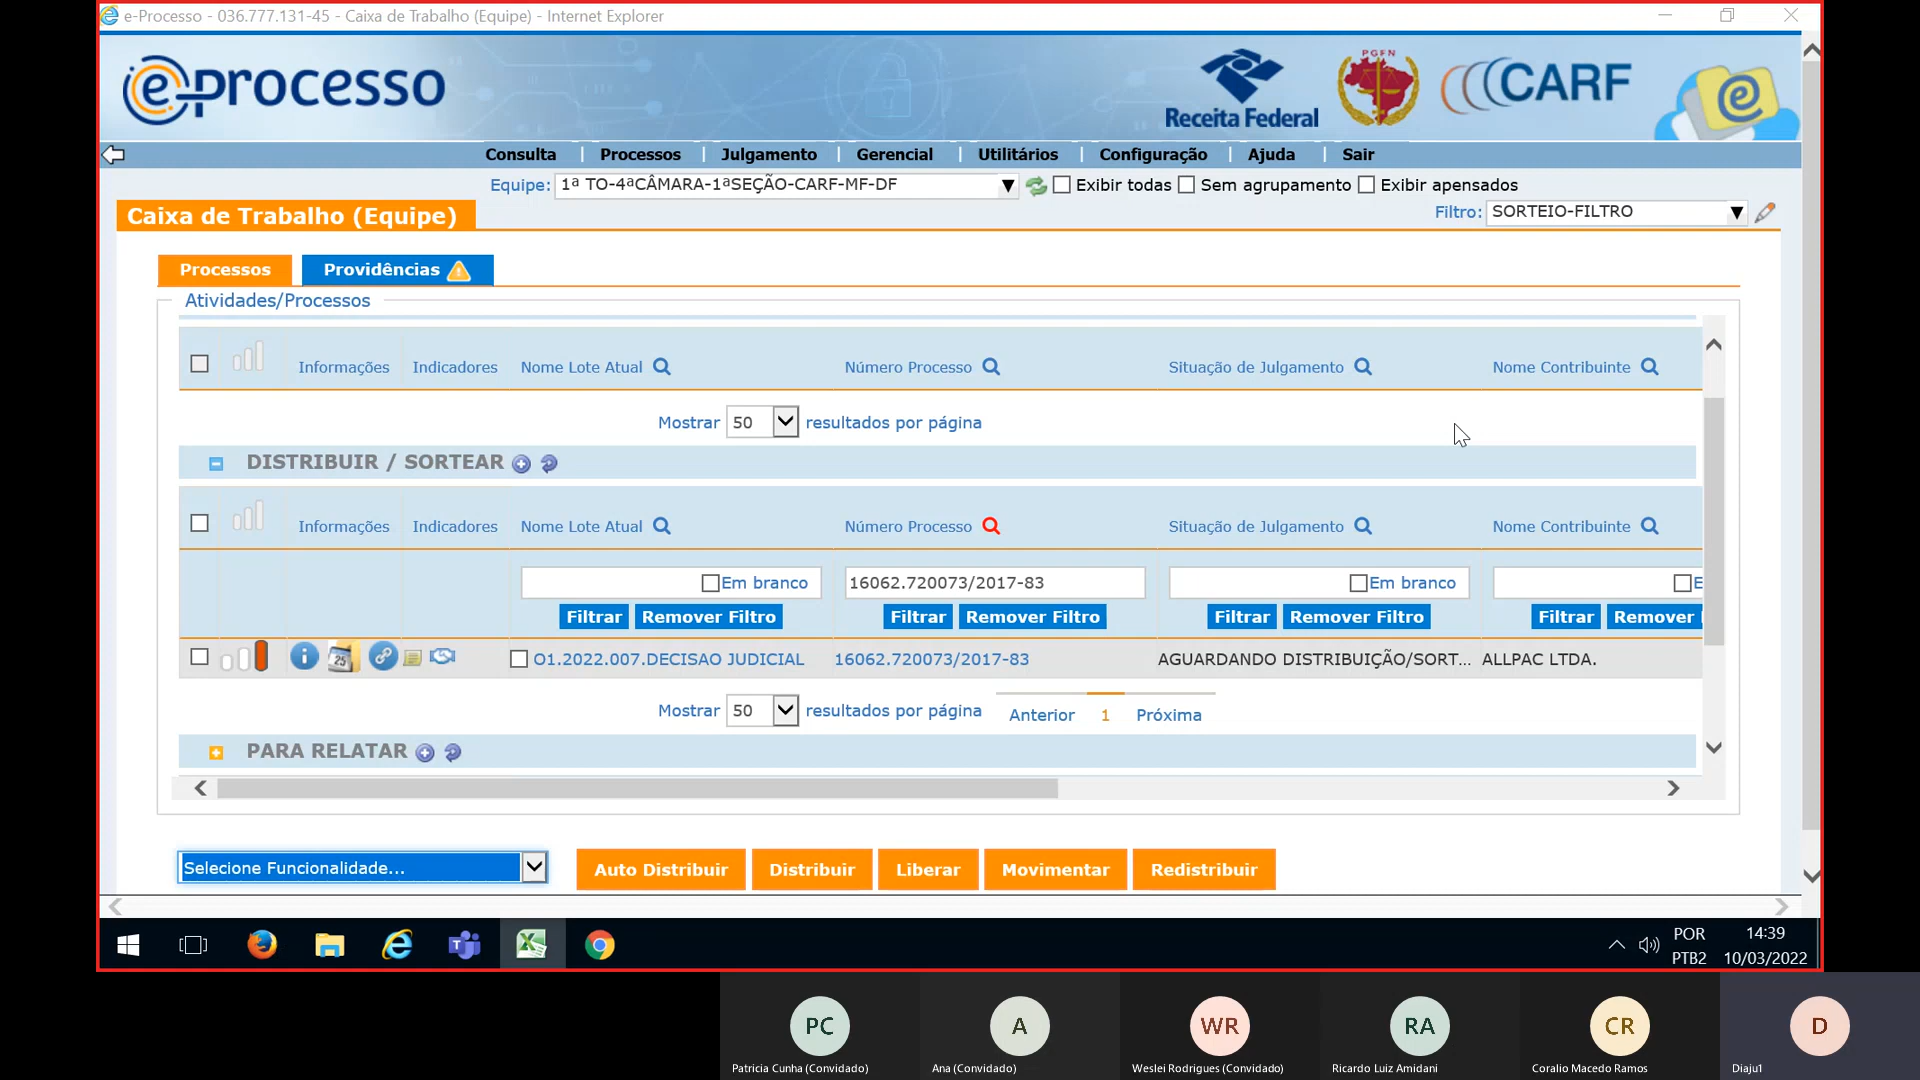 e-Processo - 036.777.131-45 - Caixa de Trabalho (Equipe) - Internet Explorer
e-processo
Receita Federal
PGFN
CARF
e
Consulta | Processos | Julgamento | Gerencial | Utilitários | Configuração | Ajuda | Sair
Equipe: 1ª TO-4ªCÂMARA-1ªSEÇÃO-CARF-MF-DF Exibir todas Sem agrupamento Exibir apensados
Filtro: SORTEIO-FILTRO
Caixa de Trabalho (Equipe)
Processos Providências
Atividades/Processos
Informações Indicadores Nome Lote Atual Número Processo Situação de Julgamento Nome Contribuinte
Mostrar 50 resultados por página
DISTRIBUIR / SORTEAR
Informações Indicadores Nome Lote Atual Número Processo Situação de Julgamento Nome Contribuinte
Em branco 16062.720073/2017-83 Em branco E
Filtrar Remover Filtro Filtrar Remover Filtro Filtrar Remover Filtro Filtrar Remover
25 O1.2022.007.DECISAO JUDICIAL 16062.720073/2017-83 AGUARDANDO DISTRIBUIÇÃO/SORT... ALLPAC LTDA.
Mostrar 50 resultados por página Anterior 1 Próxima
PARA RELATAR
Selecione Funcionalidade... Auto Distribuir Distribuir Liberar Movimentar Redistribuir
POR 14:39
PTB2 10/03/2022
PC A WR RA CR D
Patricia Cunha (Convidado) Ana (Convidado) Weslei Rodrigues (Convidado) Ricardo Luiz Amidani Coralio Macedo Ramos Diaju1